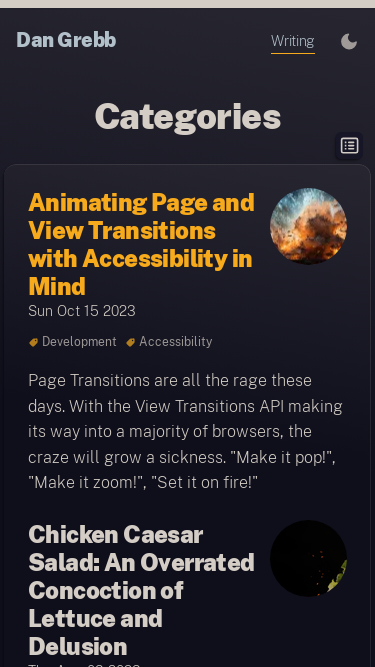 Dan Grebb
Writing
Categories
Animating Page and
View Transitions
with Accessibility in
Mind
Sun Oct 15 2023
Development Accessibility
Page Transitions are all the rage these
days. With the View Transitions API making
its way into a majority of browsers, the
craze will grow a sickness. "Make it pop!",
"Make it zoom!", "Set it on fire!"
Chicken Caesar
Salad: An Overrated
Concoction of
Lettuce and
Delusion